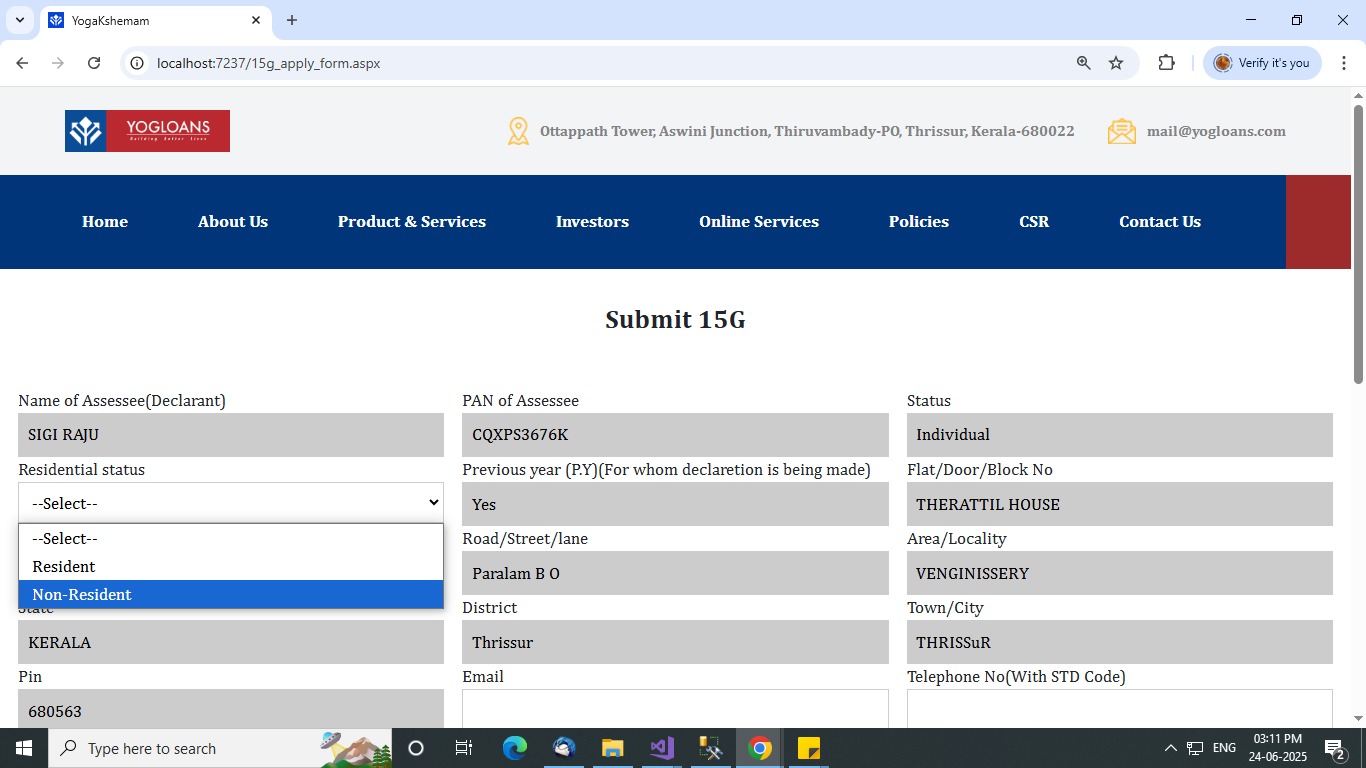 YogaKshemam
localhost:7237/15g_apply_form.aspx
Verify it's you
YOGLOANS
Building Better Lives
Ottappath Tower, Aswini Junction, Thiruvambady-PO, Thrissur, Kerala-680022
mail@yogloans.com
Home About Us Product & Services Investors Online Services Policies CSR Contact Us
Submit 15G
Name of Assessee(Declarant) PAN of Assessee Status
SIGI RAJU CQXPS3676K Individual
Residential status Previous year (P.Y)(For whom declaretion is being made) Flat/Door/Block No
--Select-- Yes THERATTIL HOUSE
--Select-- Road/Street/lane Area/Locality
Resident Paralam B O VENGINISSERY
Non-Resident
State District Town/City
KERALA Thrissur THRISSuR
Pin Email Telephone No(With STD Code)
680563
Type here to search
ENG
03:11 PM
24-06-2025
2